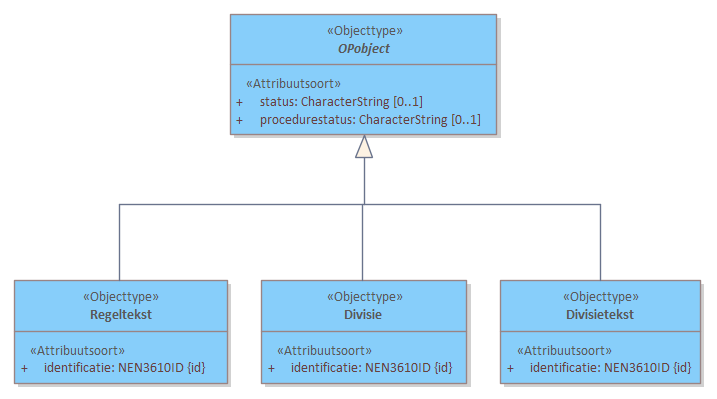 «Objecttype»
OPobject
«Attribuutsoort»
+ status: CharacterString [0..1]
+ procedurestatus: CharacterString [0..1]
«Objecttype»
Regeltekst
«Attribuutsoort»
+ identificatie: NEN3610ID {id}
«Objecttype»
Divisie
«Attribuutsoort»
+ identificatie: NEN3610ID {id}
«Objecttype»
Divisietekst
«Attribuutsoort»
+ identificatie: NEN3610ID {id}